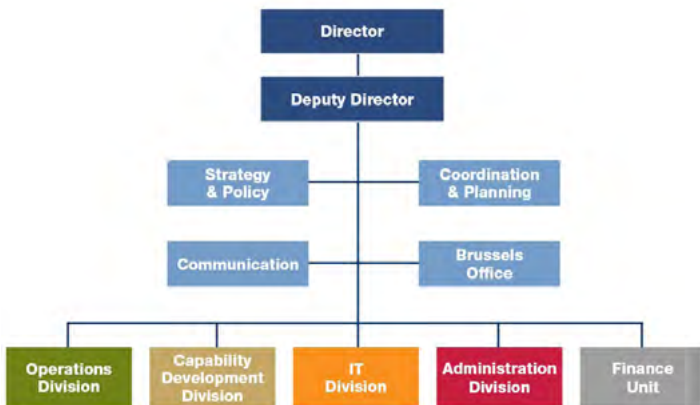 Director
Deputy Director
Strategy
& Policy
Coordination
& Planning
Communication
Brussels
Office
Operations
Division
Capability
Development
Division
IT
Division
Administration
Division
Finance
Unit